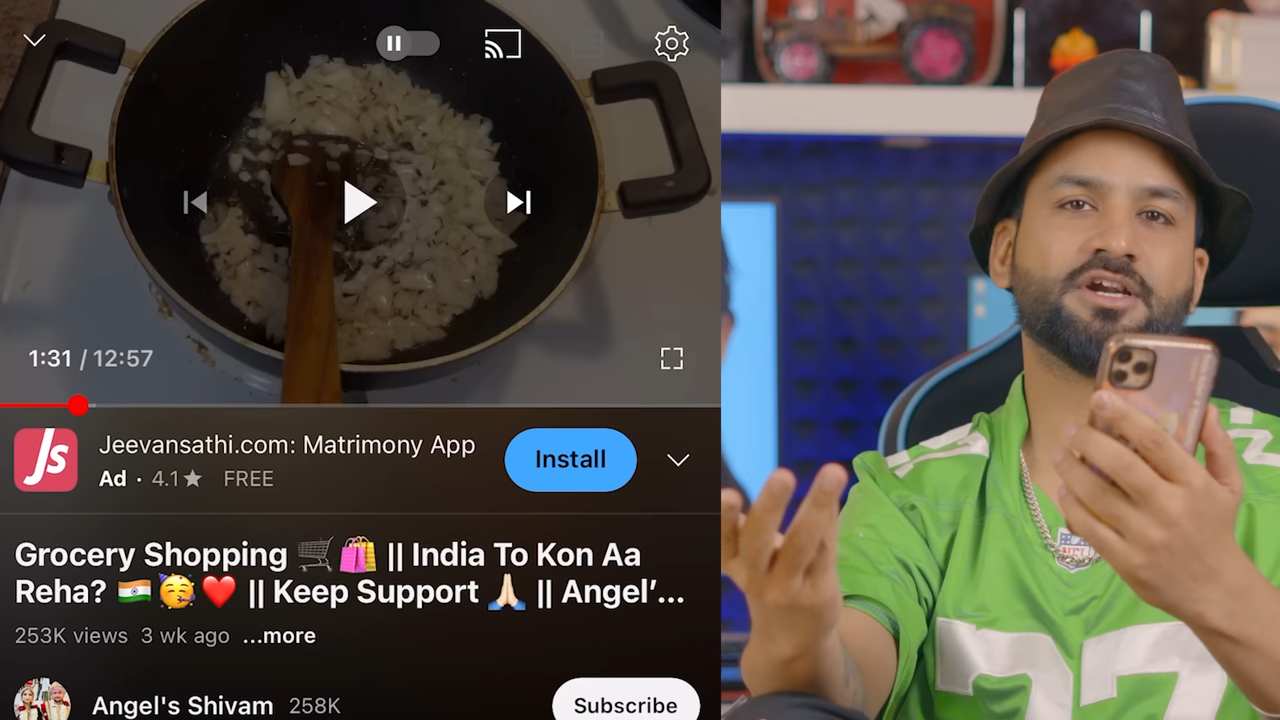 1:31 / 12:57
Js
Jeevansathi.com: Matrimony App
Install
Ad · 4.1★ FREE
Grocery Shopping 🛒 🛍️ || India To Kon Aa
Reha? 🇮🇳 🥳 ❤️ || Keep Support 🙏🏻 || Angel'...
253K views 3 wk ago ...more
Angel's Shivam 258K
Subscribe
NFL